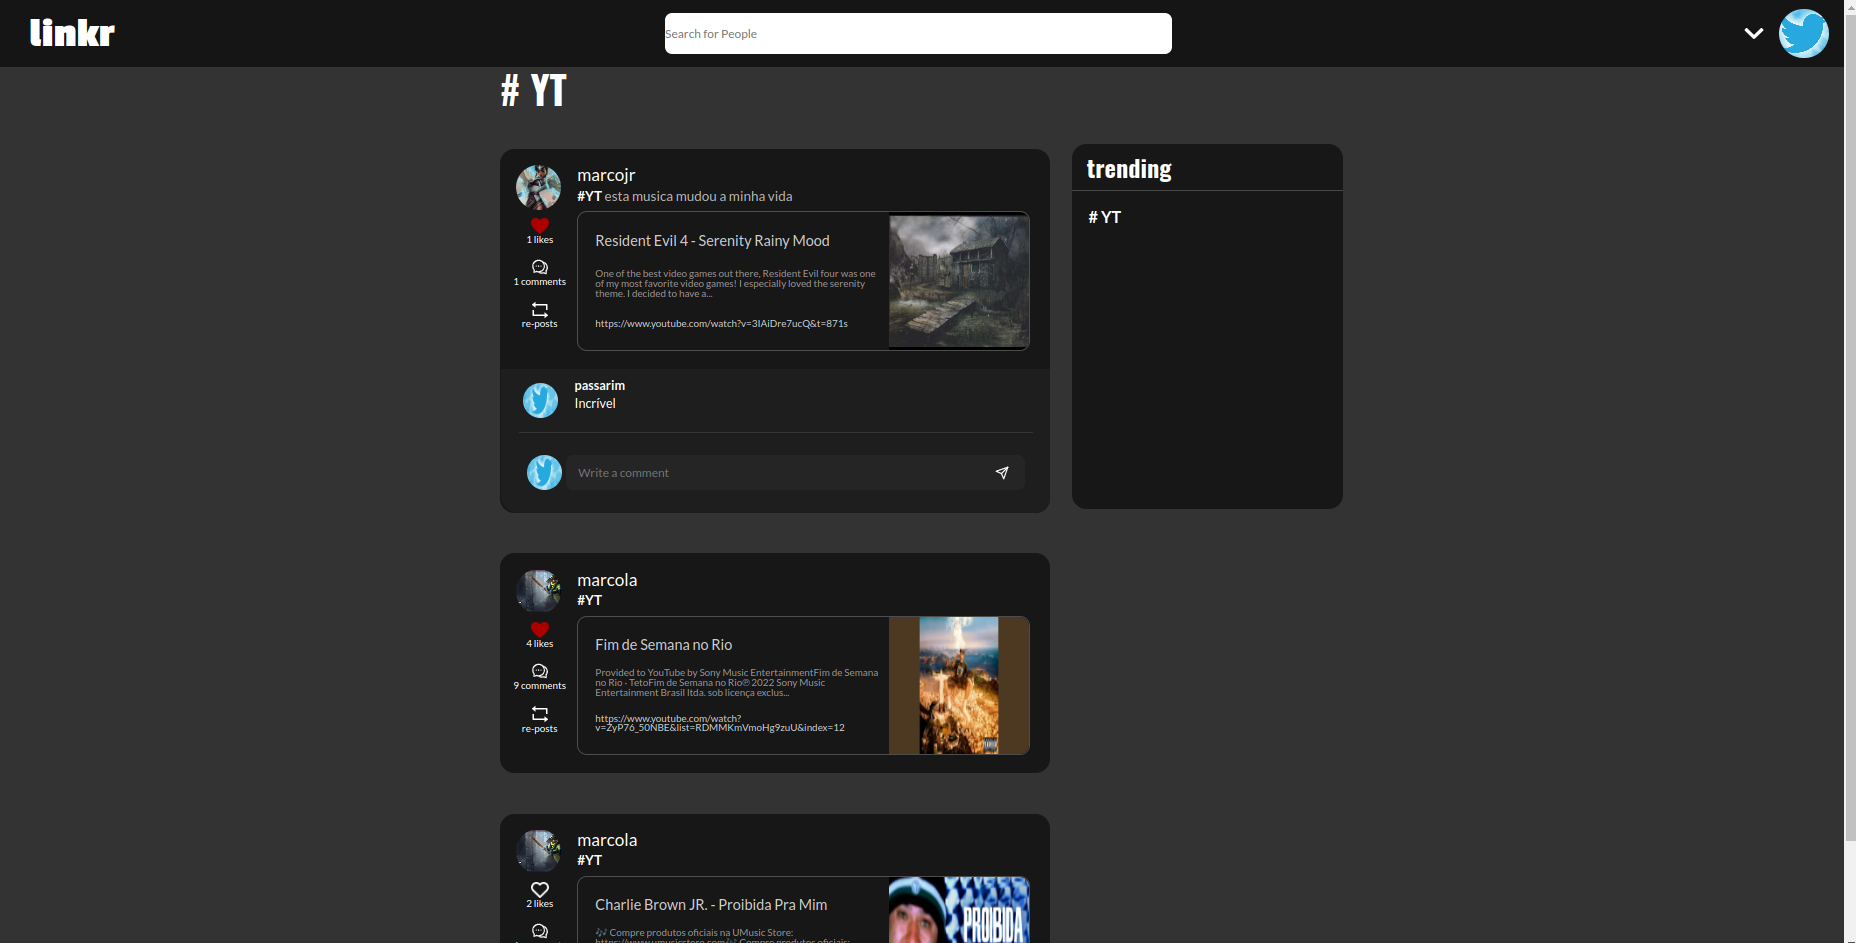 linkr
Search for People
# YT
marcojr
#YT esta musica mudou a minha vida
1 likes
1 comments
re-posts
Resident Evil 4 - Serenity Rainy Mood
One of the best video games out there, Resident Evil four was one
of my most favorite video games! I especially loved the serenity
theme. I decided to have a...
https://www.youtube.com/watch?v=3IAiDre7ucQ&t=871s
passarim
Incrível
Write a comment
trending
# YT
marcola
#YT
4 likes
9 comments
re-posts
Fim de Semana no Rio
Provided to YouTube by Sony Music EntertainmentFim de Semana
no Rio · TetoFim de Semana no Rio℗ 2022 Sony Music
Entertainment Brasil ltda. sob licença exclus...
https://www.youtube.com/watch?
v=ZyP76_50NBE&list=RDMMKmVmoHg9zuU&index=12
marcola
#YT
2 likes
Charlie Brown JR. - Proibida Pra Mim
🎶 Compre produtos oficiais na UMusic Store:
PROIBIDA